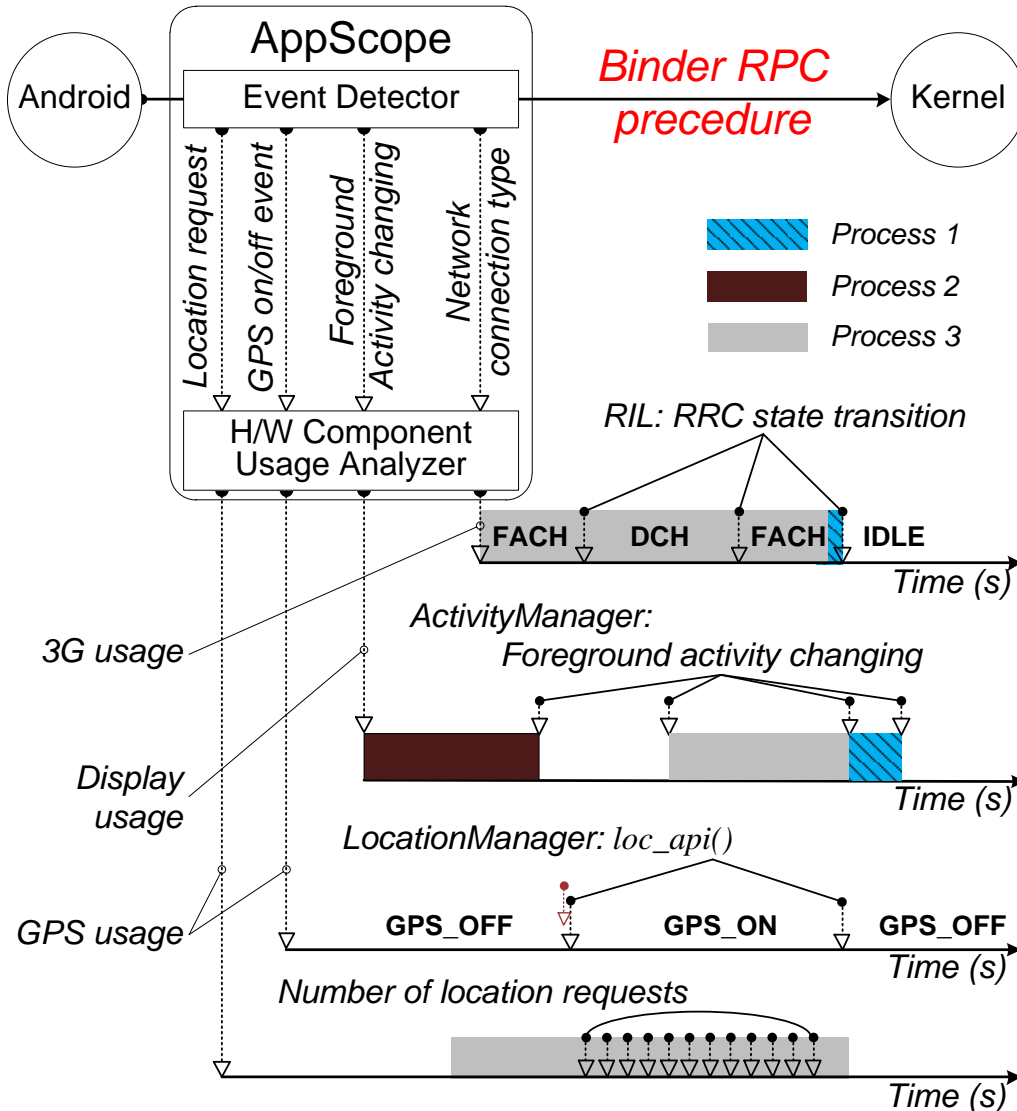 AppScope
Android
Event Detector
Binder RPC
precedure
Kernel
Location request
GPS on/off event
Foreground
Activity changing
Network
connection type
Process 1
Process 2
Process 3
H/W Component
Usage Analyzer
RIL: RRC state transition
FACH
DCH
FACH
IDLE
Time (s)
3G usage
ActivityManager:
Foreground activity changing
Display
usage
Time (s)
LocationManager: loc_api()
GPS usage
GPS_OFF
GPS_ON
GPS_OFF
Time (s)
Number of location requests
Time (s)